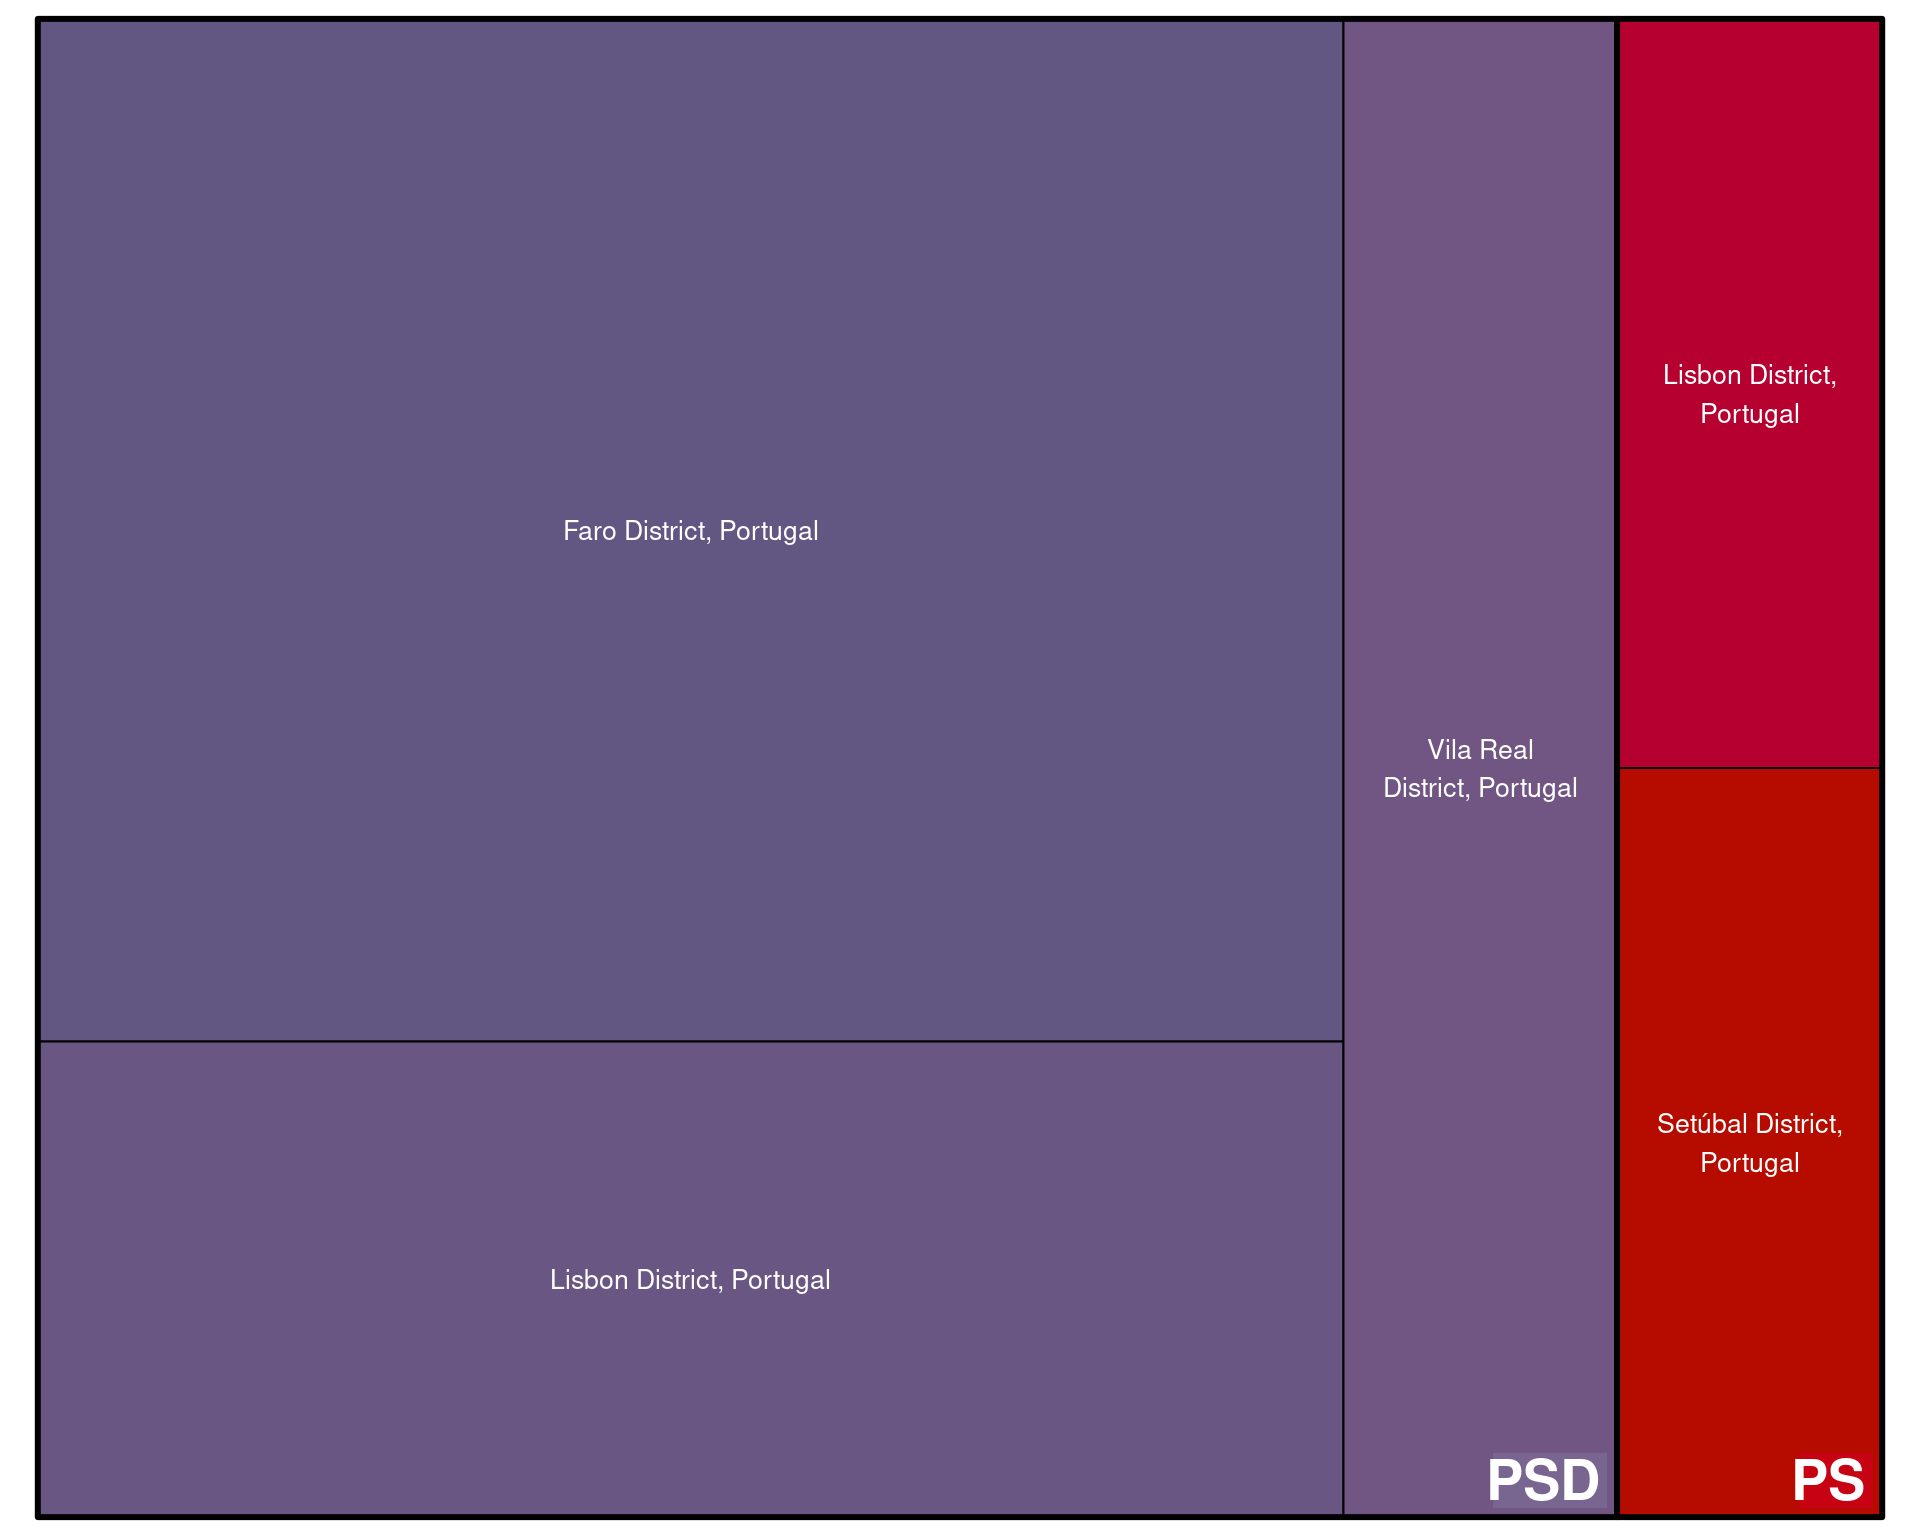 Faro District, Portugal
Lisbon District, Portugal
Vila Real
District, Portugal
PSD
Lisbon District,
Portugal
Setúbal District,
Portugal
PS